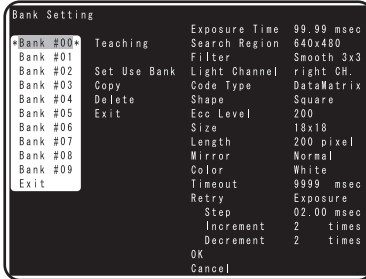 Bank Setting
Exposure Time 99.99 msec
*Bank #00* Teaching Search Region 640x480
Bank #01 Filter Smooth 3x3
Bank #02 Set Use Bank Light Channel right CH.
Bank #03 Copy Code Type DataMatrix
Bank #04 Delete Shape Square
Bank #05 Exit Ecc Level 200
Bank #06 Size 18x18
Bank #07 Length 200 pixel
Bank #08 Mirror Normal
Bank #09 Color White
Exit Timeout 9999 msec
Retry Exposure
Step 02.00 msec
Increment 2 times
Decrement 2 times
OK
Cancel